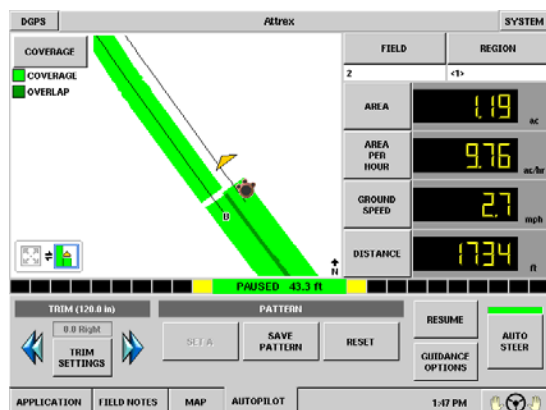 DGPS
Attrex
SYSTEM
COVERAGE
COVERAGE
OVERLAP
FIELD
REGION
2
<1>
AREA
1.19
ac
AREA
PER
HOUR
9.76
ac/hr
GROUND
SPEED
2.7
mph
DISTANCE
1734
ft
B
N
PAUSED 43.3 ft
TRIM (120.0 in)
0.0 Right
TRIM
SETTINGS
PATTERN
SET A
SAVE
PATTERN
RESET
RESUME
GUIDANCE
OPTIONS
AUTO
STEER
APPLICATION
FIELD NOTES
MAP
AUTOPILOT
1:47 PM